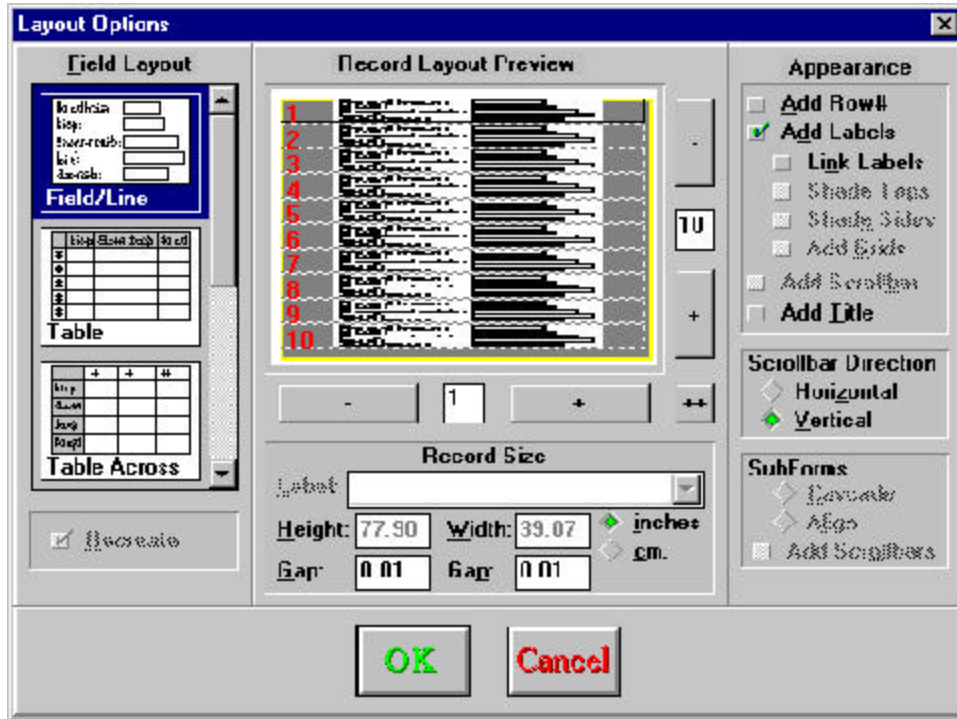 Layout Options
Field Layout
Field/Line
Table
Table Across
Recreate
Record Layout Preview
1
2
3
4
5
6
7
8
9
10
-
10
+
-
1
+
++
Record Size
Label:
Height: 77.90 Width: 39.07
inches
cm.
Gap: 0.01 Gap: 0.01
Appearance
Add Row#
Add Labels
Link Labels
Shade Tops
Shade Sides
Add Grids
Add Scrollbar
Add Title
Scrollbar Direction
Horizontal
Vertical
SubForms
Cascade
Align
Add Scrollbars
OK Cancel